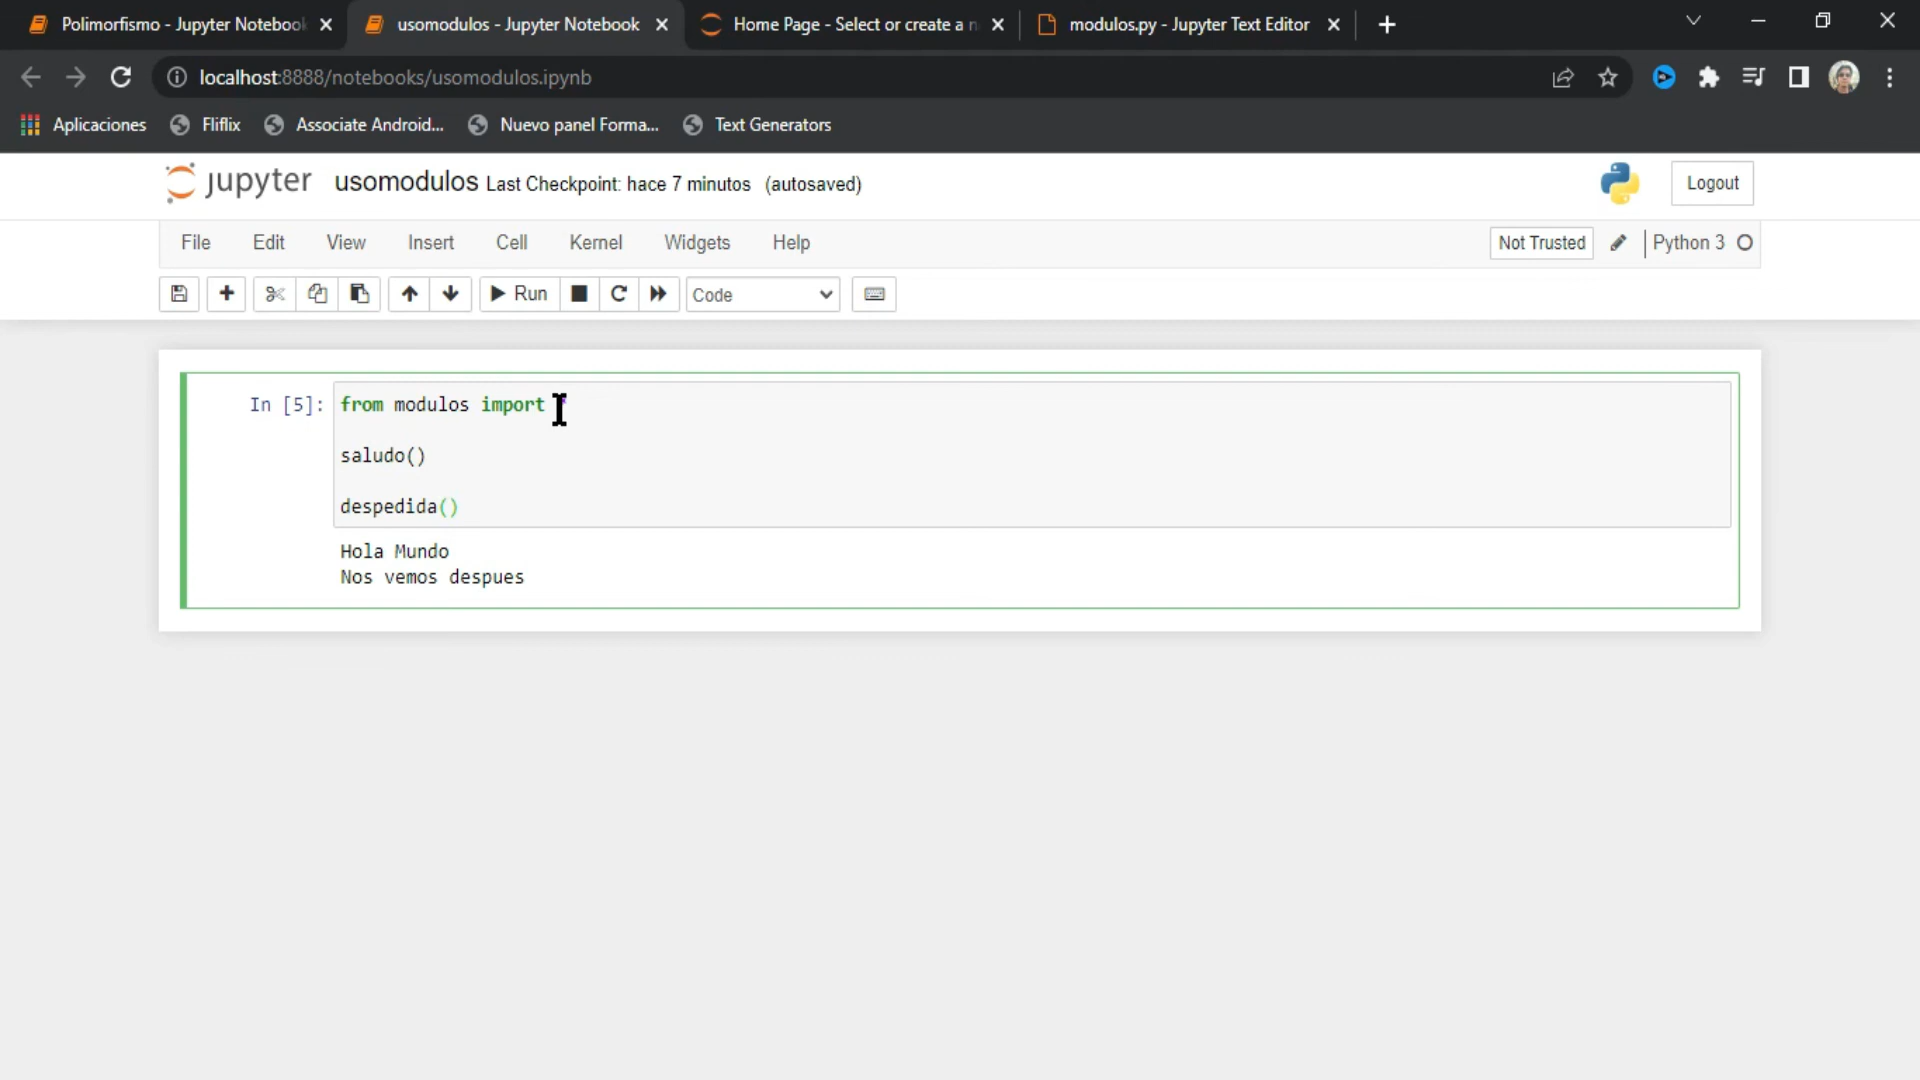 Polimorfismo - Jupyter Notebook
usomodulos - Jupyter Notebook
Home Page - Select or create a n
modulos.py - Jupyter Text Editor
localhost:8888/notebooks/usomodulos.ipynb
Aplicaciones
Fliflix
Associate Android...
Nuevo panel Forma...
Text Generators
jupyter usomodulos Last Checkpoint: hace 7 minutos (autosaved)
Logout
File Edit View Insert Cell Kernel Widgets Help
Not Trusted
Python 3
Run
Code
In [5]: from modulos import
saludo()
despedida()
Hola Mundo
Nos vemos despues